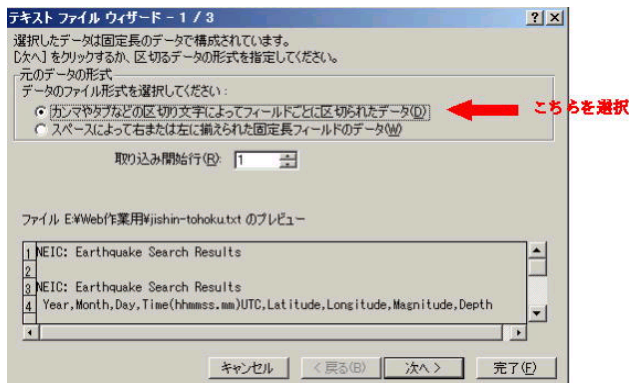 テキスト ファイル ウィザード - 1 / 3
選択したデータは固定長のデータで構成されています。
[次へ] をクリックするか、区切るデータの形式を指定してください。
元のデータの形式
データのファイル形式を選択してください :
カンマやタブなどの区切り文字によってフィールドごとに区切られたデータ(D)
こちらを選択
スペースによって右または左に揃えられた固定長フィールドのデータ(W)
取り込み開始行(R): 1
ファイル E:¥Web作業用¥jishin-tohoku.txt のプレビュー
1 NEIC: Earthquake Search Results
2
3 NEIC: Earthquake Search Results
4 Year,Month,Day,Time(hhmmss.mm)UTC,Latitude,Longitude,Magnitude,Depth
キャンセル < 戻る(B) 次へ > 完了(F)